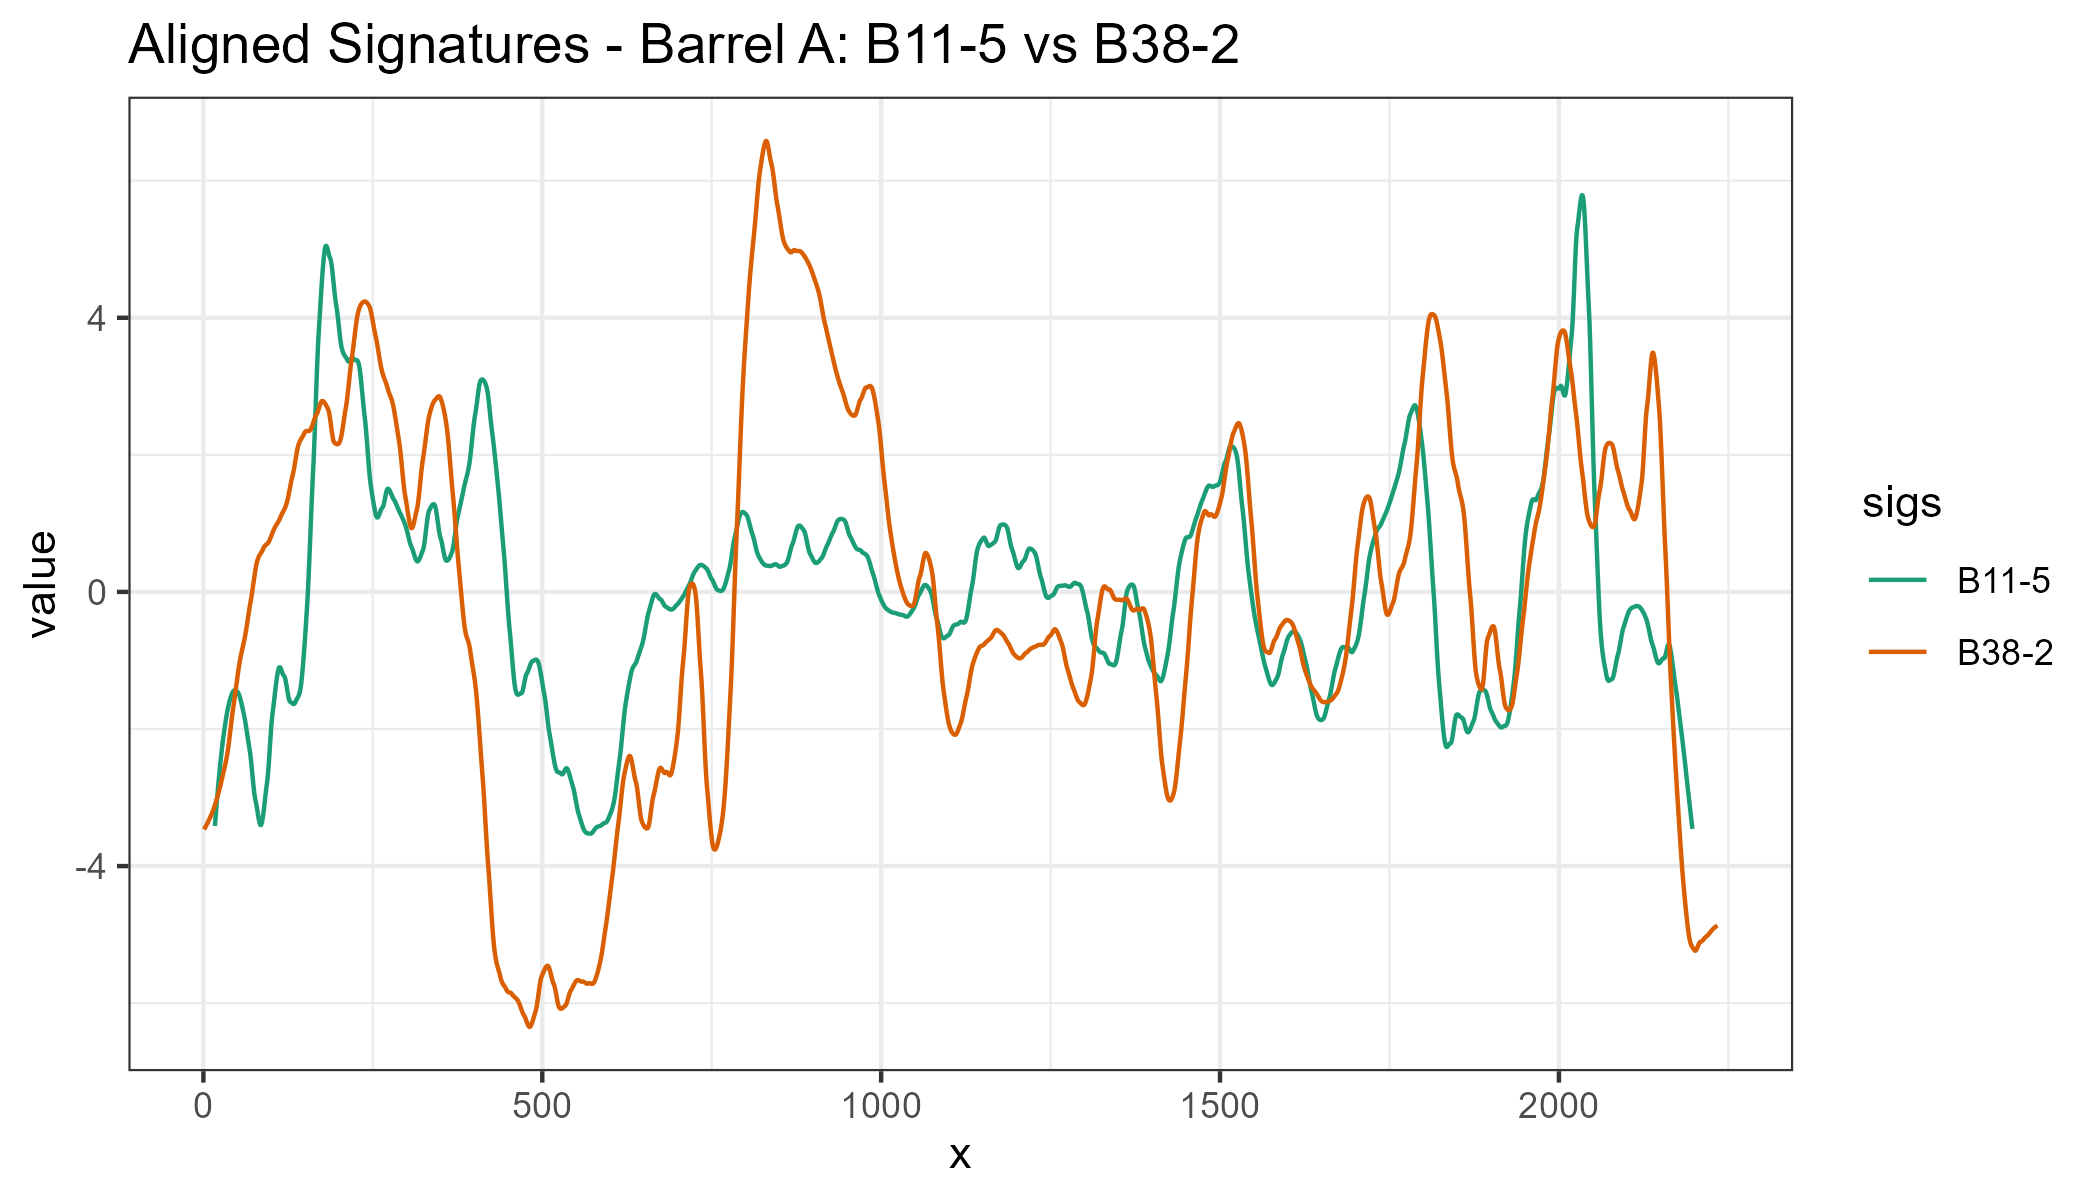 Aligned Signatures - Barrel A: B11-5 vs B38-2
value
4
0
-4
0
500
1000
1500
2000
x
sigs
B11-5
B38-2